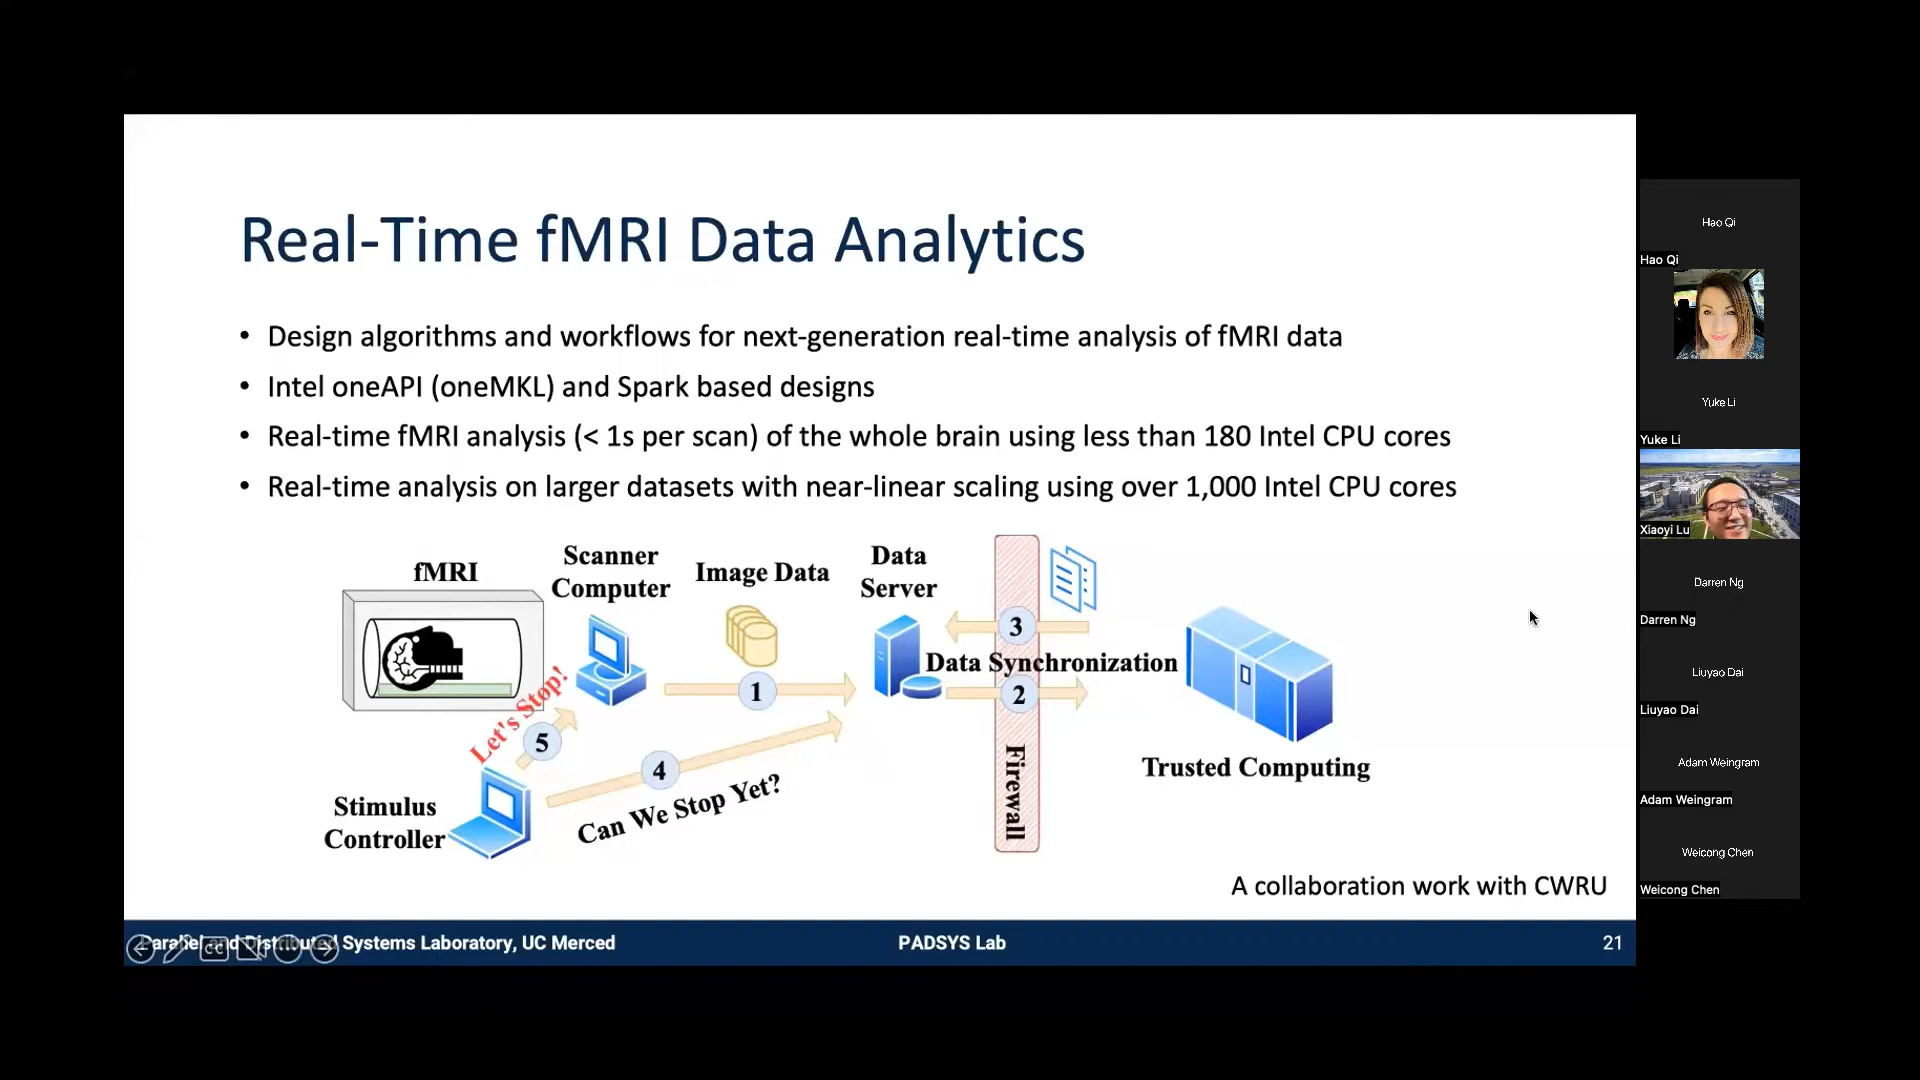 Real-Time fMRI Data Analytics
• Design algorithms and workflows for next-generation real-time analysis of fMRI data
• Intel oneAPI (oneMKL) and Spark based designs
• Real-time fMRI analysis (< 1s per scan) of the whole brain using less than 180 Intel CPU cores
• Real-time analysis on larger datasets with near-linear scaling using over 1,000 Intel CPU cores
fMRI
Scanner
Computer
Image Data
Data
Server
3
Data Synchronization
1
2
Let's Stop!
5
4
Can We Stop Yet?
Firewall
Trusted Computing
Stimulus
Controller
A collaboration work with CWRU
Parallel and Distributed Systems Laboratory, UC Merced
CC
PADSYS Lab
21
Hao Qi
Hao Qi
Yuke Li
Yuke Li
Xiaoyi Lu
Darren Ng
Darren Ng
Liuyao Dai
Liuyao Dai
Adam Weingram
Adam Weingram
Weicong Chen
Weicong Chen